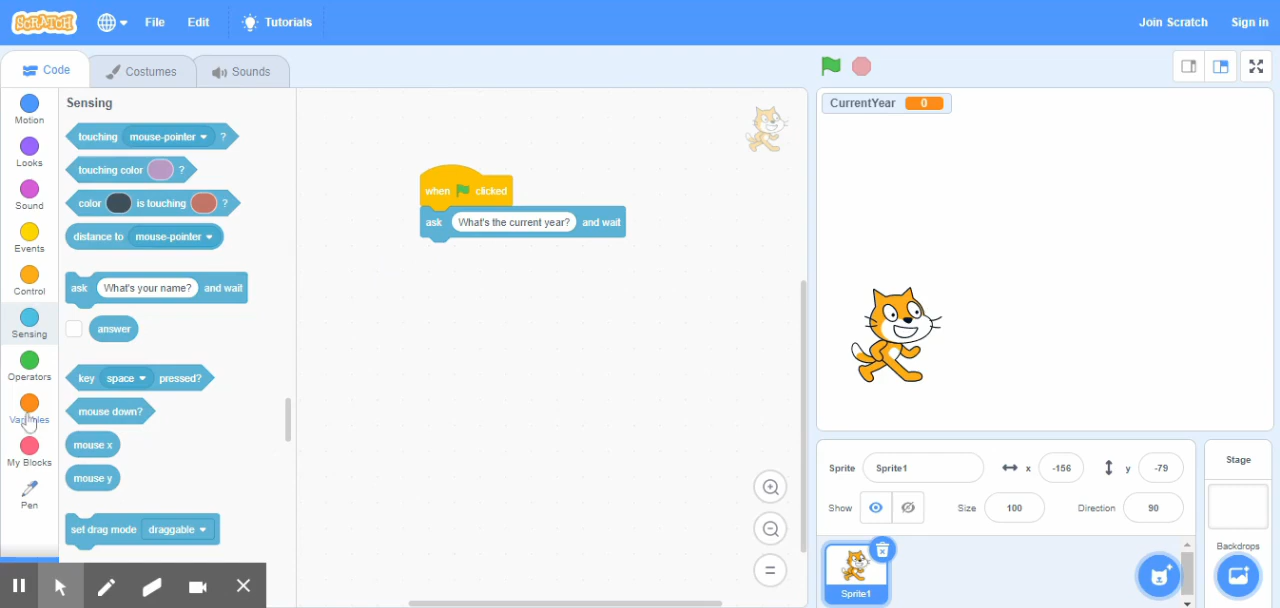 SCRATCH File Edit Tutorials Join Scratch Sign in
Code Costumes Sounds
Motion
Looks
Sound
Events
Control
Sensing
Operators
Variables
My Blocks
Pen
Sensing
touching mouse-pointer ?
touching color ?
color is touching ?
distance to mouse-pointer
ask What's your name? and wait
answer
key space pressed?
mouse down?
mouse x
mouse y
set drag mode draggable
when clicked
ask What's the current year? and wait
CurrentYear 0
Sprite Sprite1 x -156 y -79
Show Size 100 Direction 90
Sprite1
Stage
Backdrops